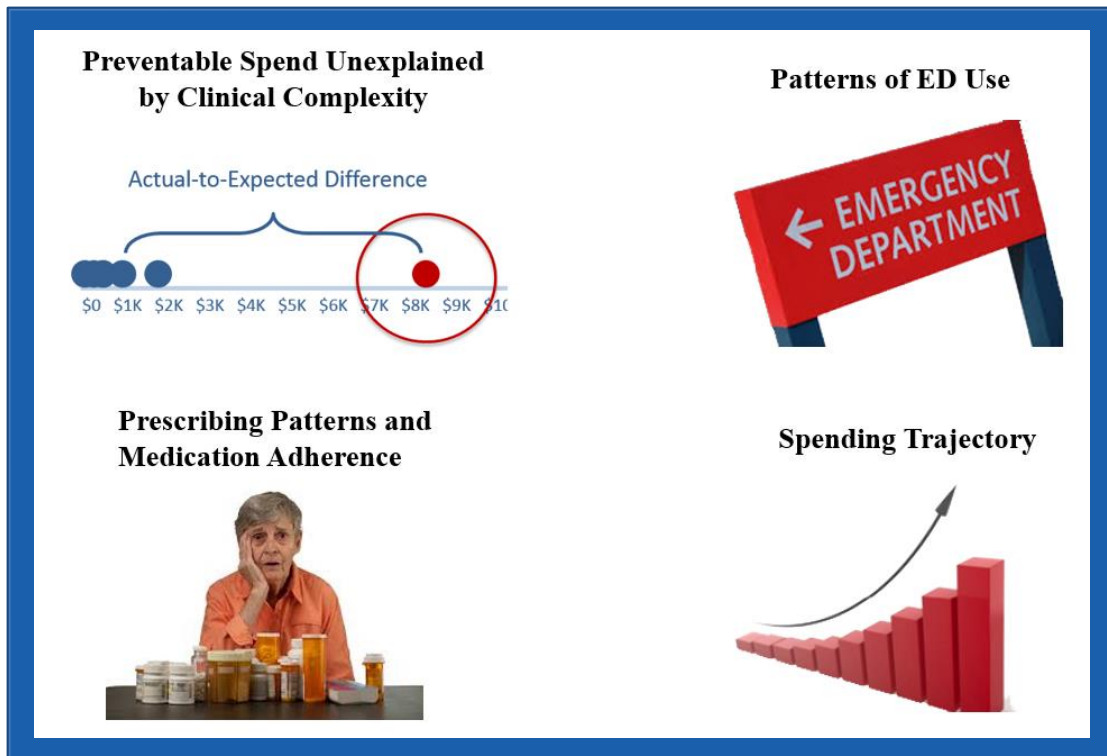 Preventable Spend Unexplained
by Clinical Complexity
Actual-to-Expected Difference
$0 $1K $2K $3K $4K $5K $6K $7K $8K $9K $10
Patterns of ED Use
← EMERGENCY
DEPARTMENT
Prescribing Patterns and
Medication Adherence
Spending Trajectory